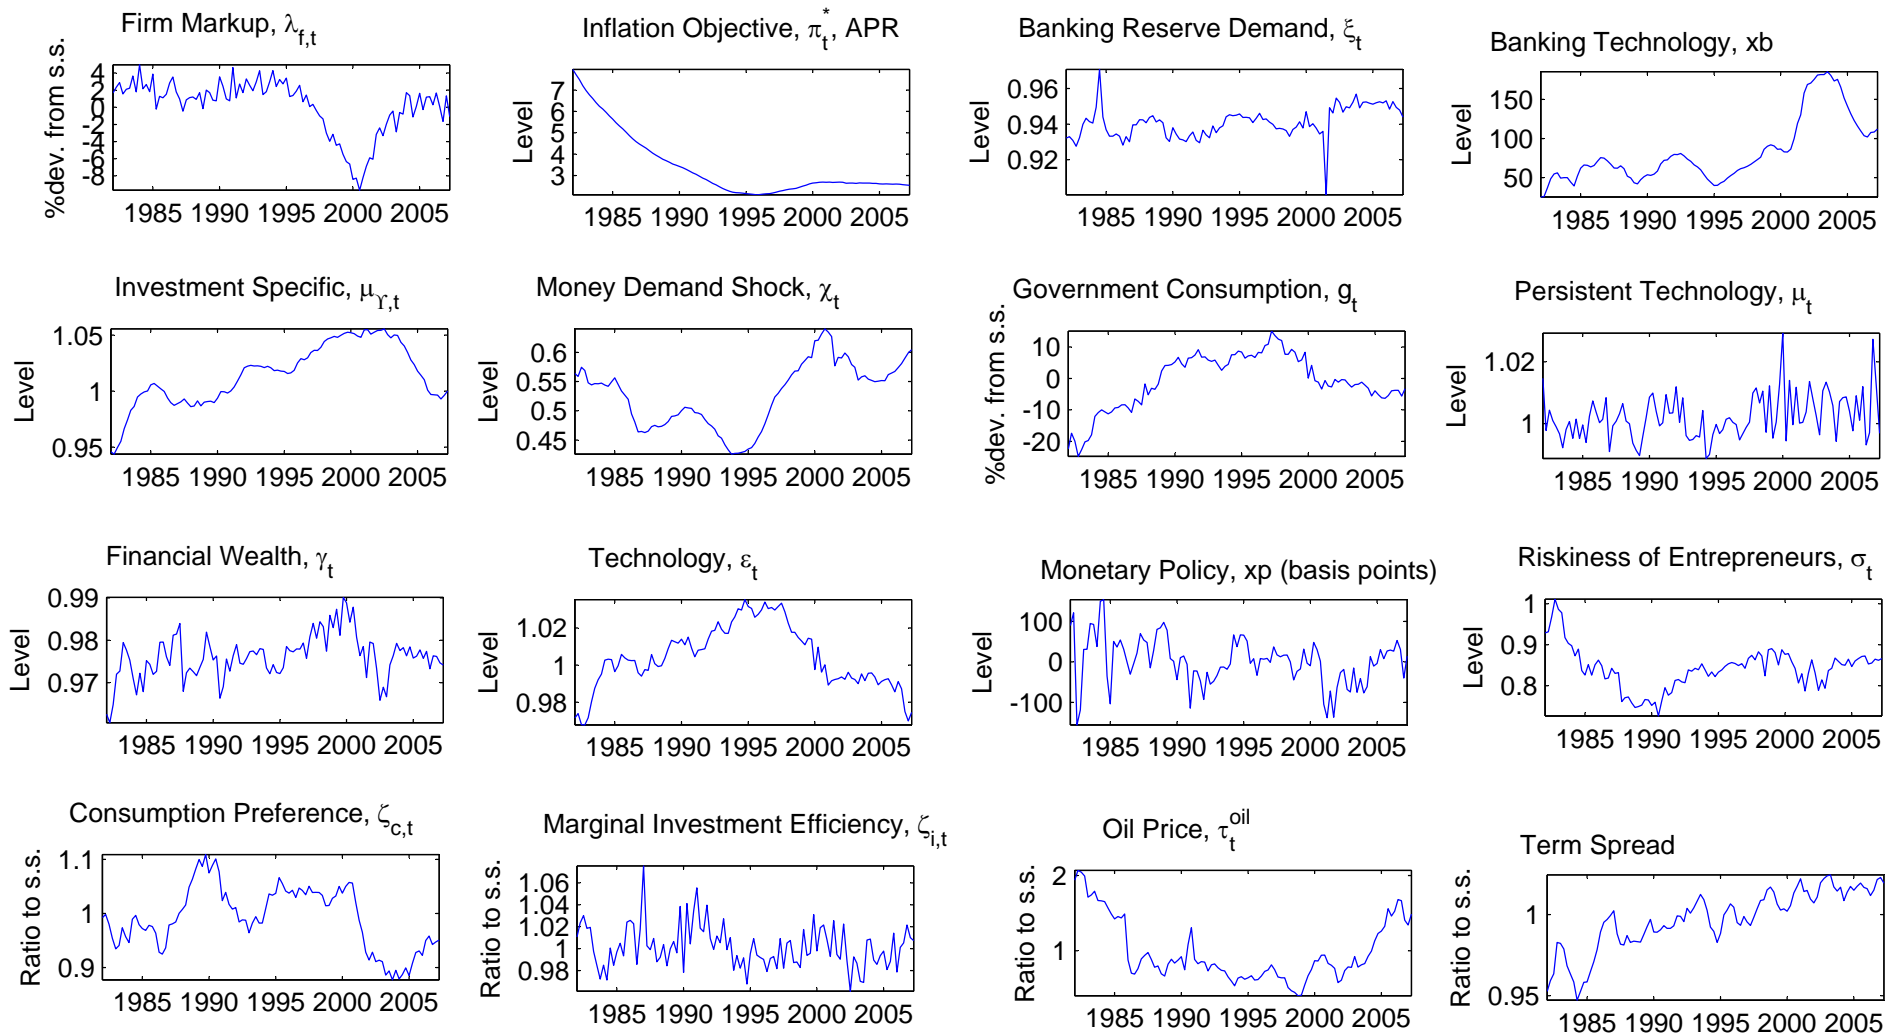 Firm Markup, λf,t
%dev. from s.s.
4
2
0
-2
-4
-6
-8
1985 1990 1995 2000 2005
Inflation Objective, π*t, APR
Level
7
6
5
4
3
1985 1990 1995 2000 2005
Banking Reserve Demand, ξt
Level
0.96
0.94
0.92
1985 1990 1995 2000 2005
Banking Technology, xb
Level
150
100
50
1985 1990 1995 2000 2005
Investment Specific, μϒ,t
Level
1.05
1
0.95
1985 1990 1995 2000 2005
Money Demand Shock, χt
Level
0.6
0.55
0.5
0.45
1985 1990 1995 2000 2005
Government Consumption, gt
%dev. from s.s.
10
0
-10
-20
1985 1990 1995 2000 2005
Persistent Technology, μt
Level
1.02
1
1985 1990 1995 2000 2005
Financial Wealth, γt
Level
0.99
0.98
0.97
1985 1990 1995 2000 2005
Technology, εt
Level
1.02
1
0.98
1985 1990 1995 2000 2005
Monetary Policy, xp (basis points)
Level
100
0
-100
1985 1990 1995 2000 2005
Riskiness of Entrepreneurs, σt
Level
1
0.9
0.8
1985 1990 1995 2000 2005
Consumption Preference, ζc,t
Ratio to s.s.
1.1
1
0.9
1985 1990 1995 2000 2005
Marginal Investment Efficiency, ζi,t
Ratio to s.s.
1.06
1.04
1.02
1
0.98
1985 1990 1995 2000 2005
Oil Price, τt oil
Ratio to s.s.
2
1
1985 1990 1995 2000 2005
Term Spread
Ratio to s.s.
1
0.95
1985 1990 1995 2000 2005